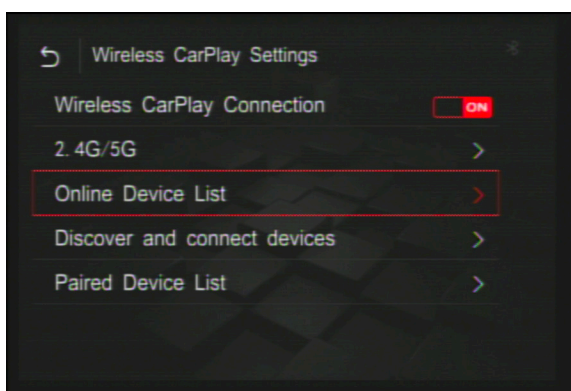 Wireless CarPlay Settings
Wireless CarPlay Connection
ON
2.4G/5G
Online Device List
Discover and connect devices
Paired Device List